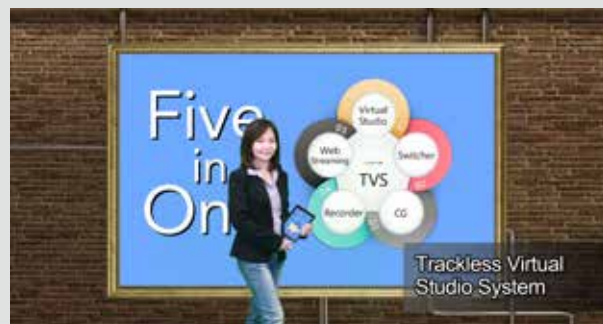 Five
in
On
Virtual
Studio
Web
Streaming
Switcher
TVS
Recorder
CG
Trackless Virtual
Studio System